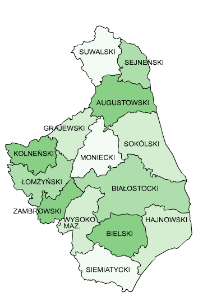 SUWALSKI
SEJNEŃSKI
AUGUSTOWSKI
GRAJEWSKI
SOKÓLSKI
KOLNEŃSKI
MONIECKI
ŁOMŻYŃSKI
BIAŁOSTOCKI
ZAMBROWSKI
WYSOKO
MAZ.
HAJNOWSKI
BIELSKI
SIEMIATYCKI